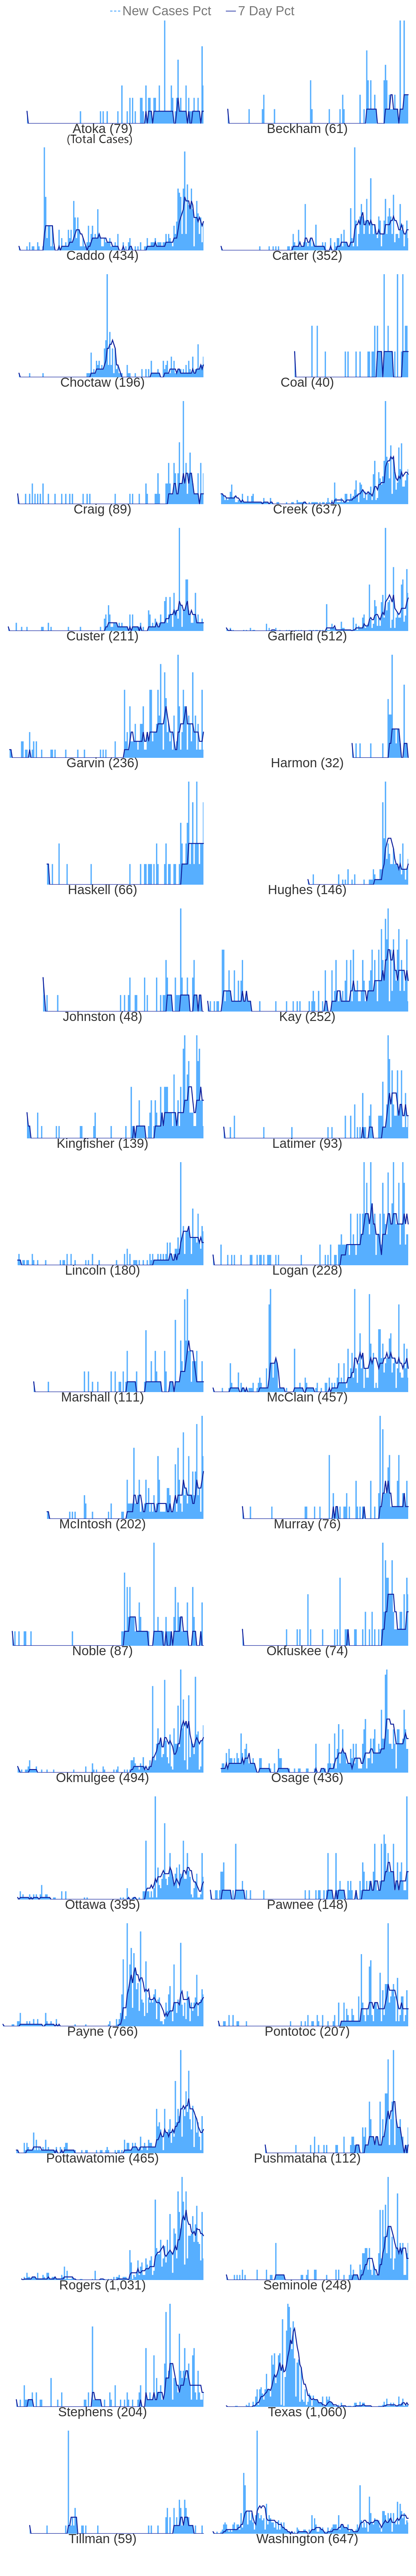 New Cases Pct 7 Day Pct
Atoka (79) Beckham (61)
(Total Cases)
Caddo (434) Carter (352)
Choctaw (196) Coal (40)
Craig (89) Creek (637)
Custer (211) Garfield (512)
Garvin (236) Harmon (32)
Haskell (66) Hughes (146)
Johnston (48) Kay (252)
Kingfisher (139) Latimer (93)
Lincoln (180) Logan (228)
Marshall (111) McClain (457)
McIntosh (202) Murray (76)
Noble (87) Okfuskee (74)
Okmulgee (494) Osage (436)
Ottawa (395) Pawnee (148)
Payne (766) Pontotoc (207)
Pottawatomie (465) Pushmataha (112)
Rogers (1,031) Seminole (248)
Stephens (204) Texas (1,060)
Tillman (59) Washington (647)